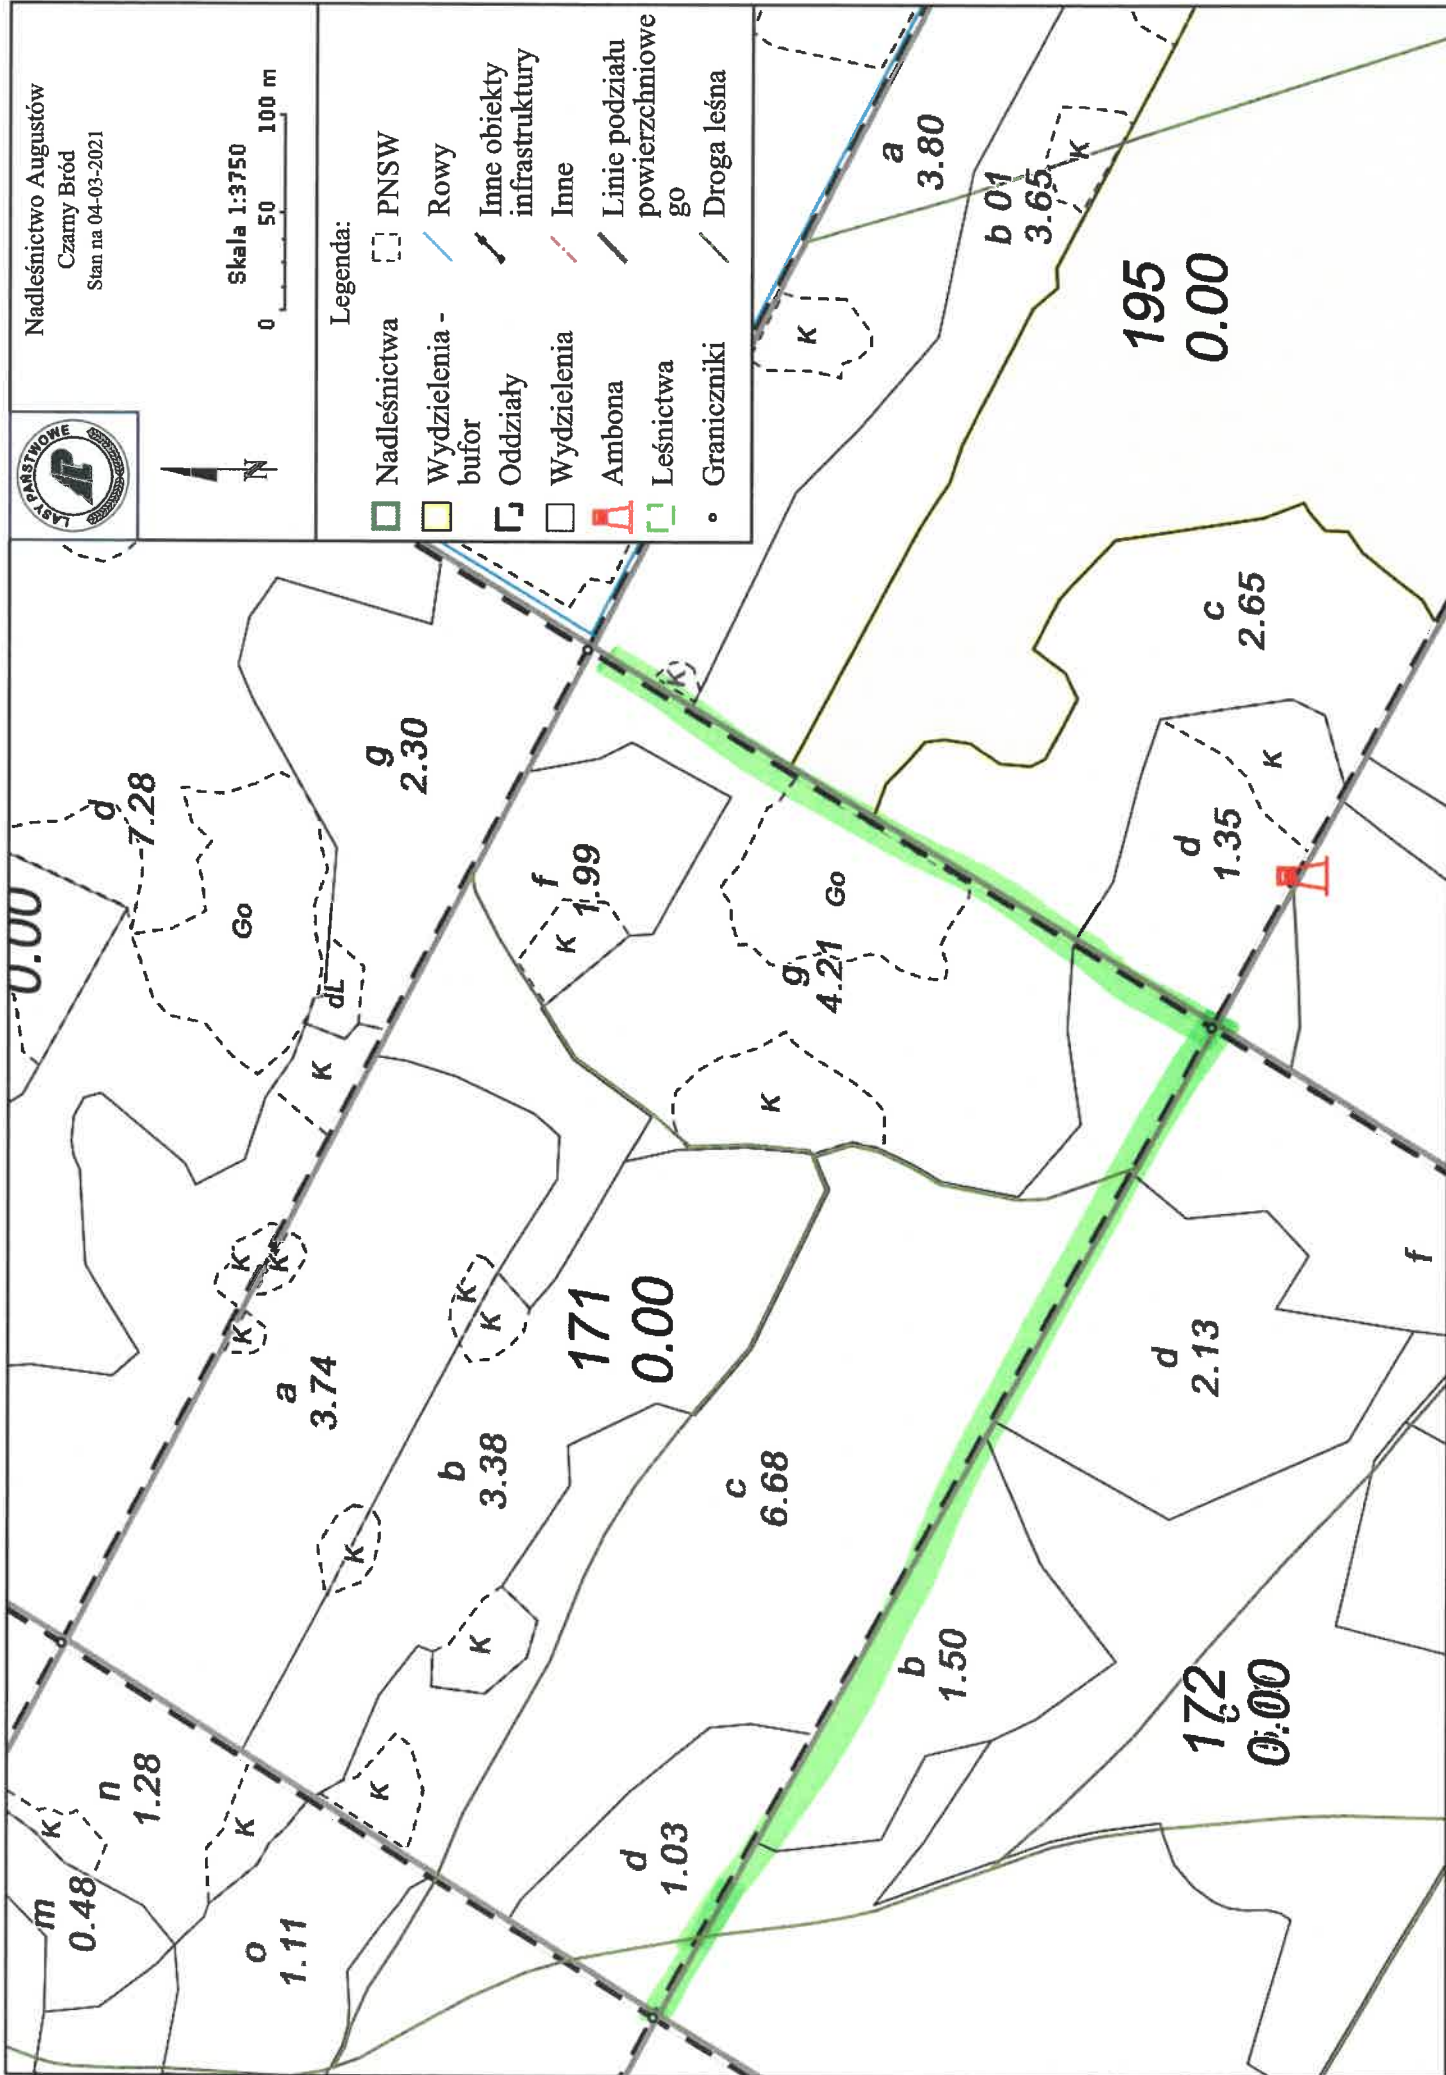 Nadleśnictwo Augustów
Czarny Bród
Stan na 04-03-2021
LASY PAŃSTWOWE
N
Skala 1:3750
0 50 100 m
Legenda:
Nadleśnictwa
Wydzielenia -
bufor
Oddziały
Wydzielenia
Ambona
Leśnictwa
Graniczniki
PNSW
Rowy
Inne obiekty
infrastruktury
Inne
Linie podziału
powierzchniowe
go
Droga leśna
m
0.48
K
n
1.28
K
o
1.11
K
K
a
3.74
K
K
K
K
b
3.38
K
K
K
dL
Go
d
7.28
0.00
g
2.30
K
f
1.99
171
0.00
c
6.68
d
1.03
K
g
4.21
Go
K
K
a
3.80
b 01
3.65
K
195
0.00
c
2.65
d
1.35
K
b
1.50
d
2.13
f
172
0.00